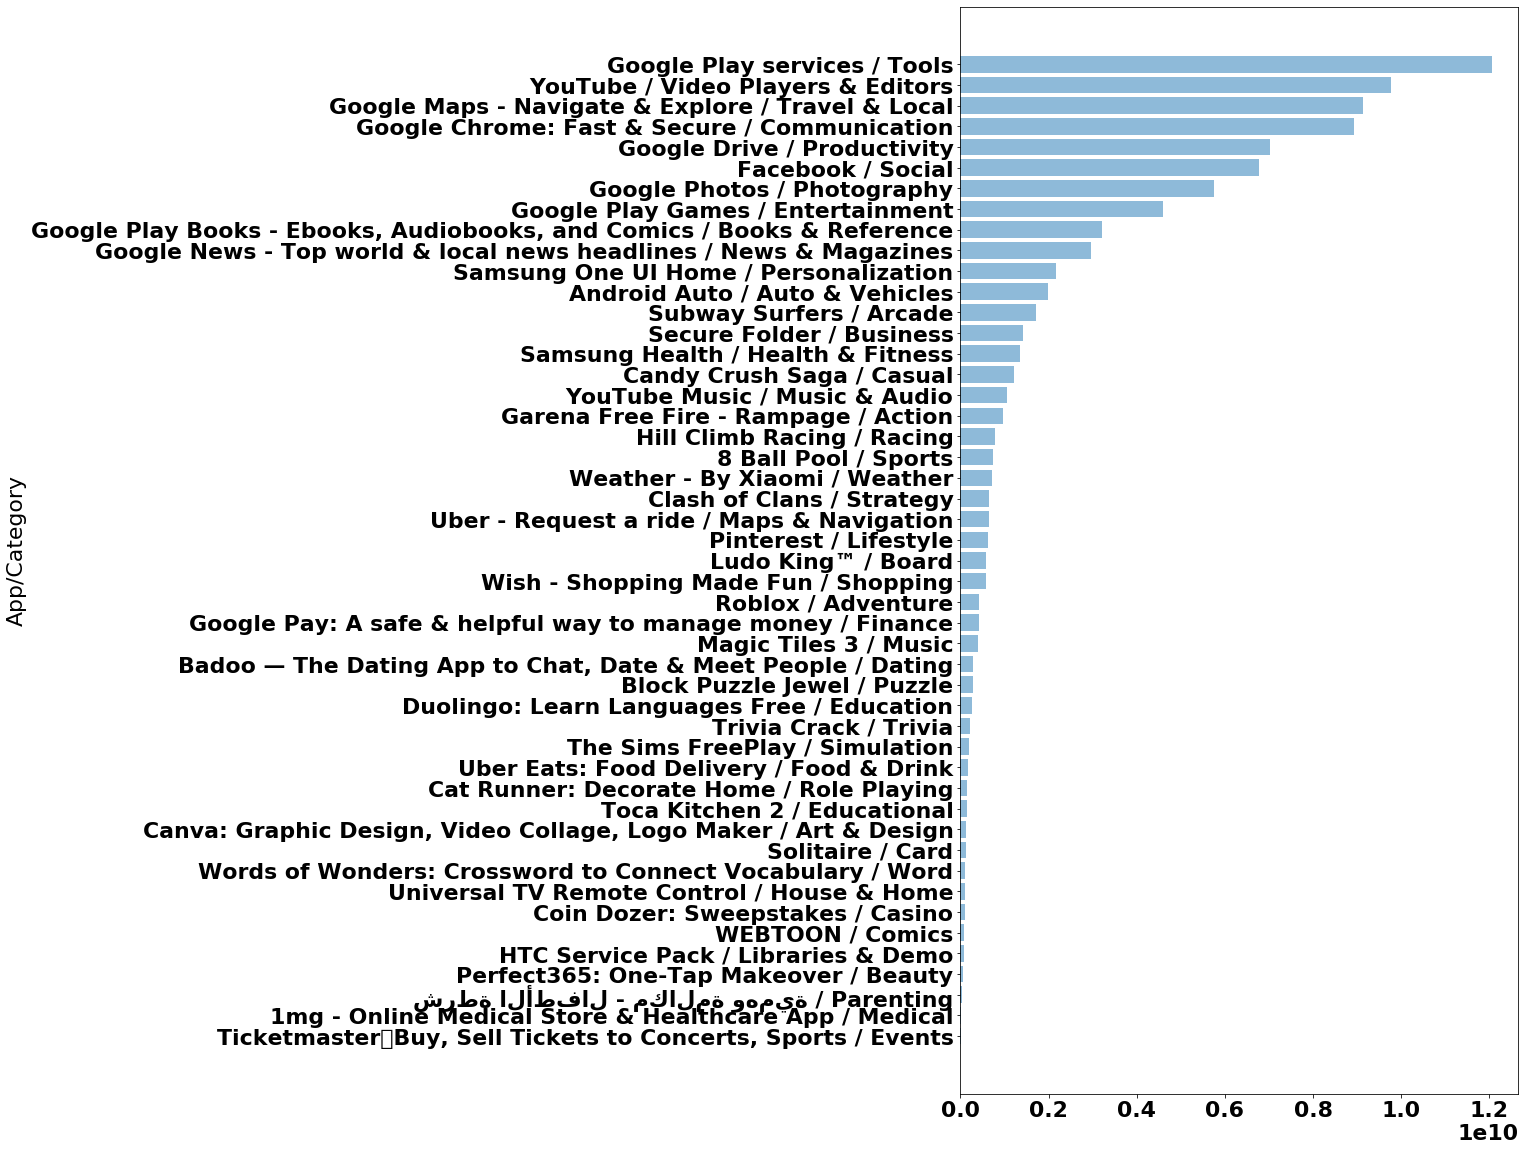 App/Category
Google Play services / Tools
YouTube / Video Players & Editors
Google Maps - Navigate & Explore / Travel & Local
Google Chrome: Fast & Secure / Communication
Google Drive / Productivity
Facebook / Social
Google Photos / Photography
Google Play Games / Entertainment
Google Play Books - Ebooks, Audiobooks, and Comics / Books & Reference
Google News - Top world & local news headlines / News & Magazines
Samsung One UI Home / Personalization
Android Auto / Auto & Vehicles
Subway Surfers / Arcade
Secure Folder / Business
Samsung Health / Health & Fitness
Candy Crush Saga / Casual
YouTube Music / Music & Audio
Garena Free Fire - Rampage / Action
Hill Climb Racing / Racing
8 Ball Pool / Sports
Weather - By Xiaomi / Weather
Clash of Clans / Strategy
Uber - Request a ride / Maps & Navigation
Pinterest / Lifestyle
Ludo King™ / Board
Wish - Shopping Made Fun / Shopping
Roblox / Adventure
Google Pay: A safe & helpful way to manage money / Finance
Magic Tiles 3 / Music
Badoo — The Dating App to Chat, Date & Meet People / Dating
Block Puzzle Jewel / Puzzle
Duolingo: Learn Languages Free / Education
Trivia Crack / Trivia
The Sims FreePlay / Simulation
Uber Eats: Food Delivery / Food & Drink
Cat Runner: Decorate Home / Role Playing
Toca Kitchen 2 / Educational
Canva: Graphic Design, Video Collage, Logo Maker / Art & Design
Solitaire / Card
Words of Wonders: Crossword to Connect Vocabulary / Word
Universal TV Remote Control / House & Home
Coin Dozer: Sweepstakes / Casino
WEBTOON / Comics
HTC Service Pack / Libraries & Demo
Perfect365: One-Tap Makeover / Beauty
شرطة الأطفال - مكالمة وهمية / Parenting
1mg - Online Medical Store & Healthcare App / Medical
Ticketmaster▯Buy, Sell Tickets to Concerts, Sports / Events
0.0 0.2 0.4 0.6 0.8 1.0 1.2
1e10